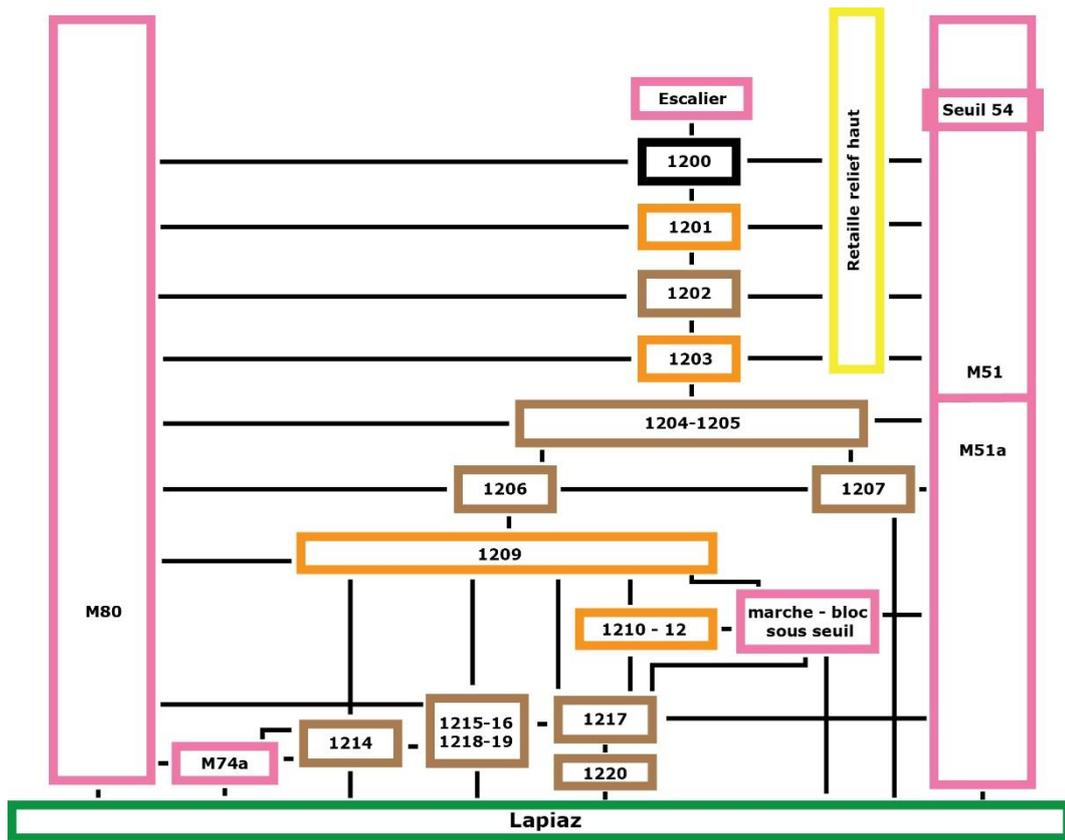 Escalier
Seuil 54
1200
Retaille relief haut
1201
1202
1203
M51
1204-1205
M51a
1206
1207
1209
M80
marche - bloc
sous seuil
1210 - 12
1215-16
1218-19
1217
1214
M74a
1220
Lapiaz